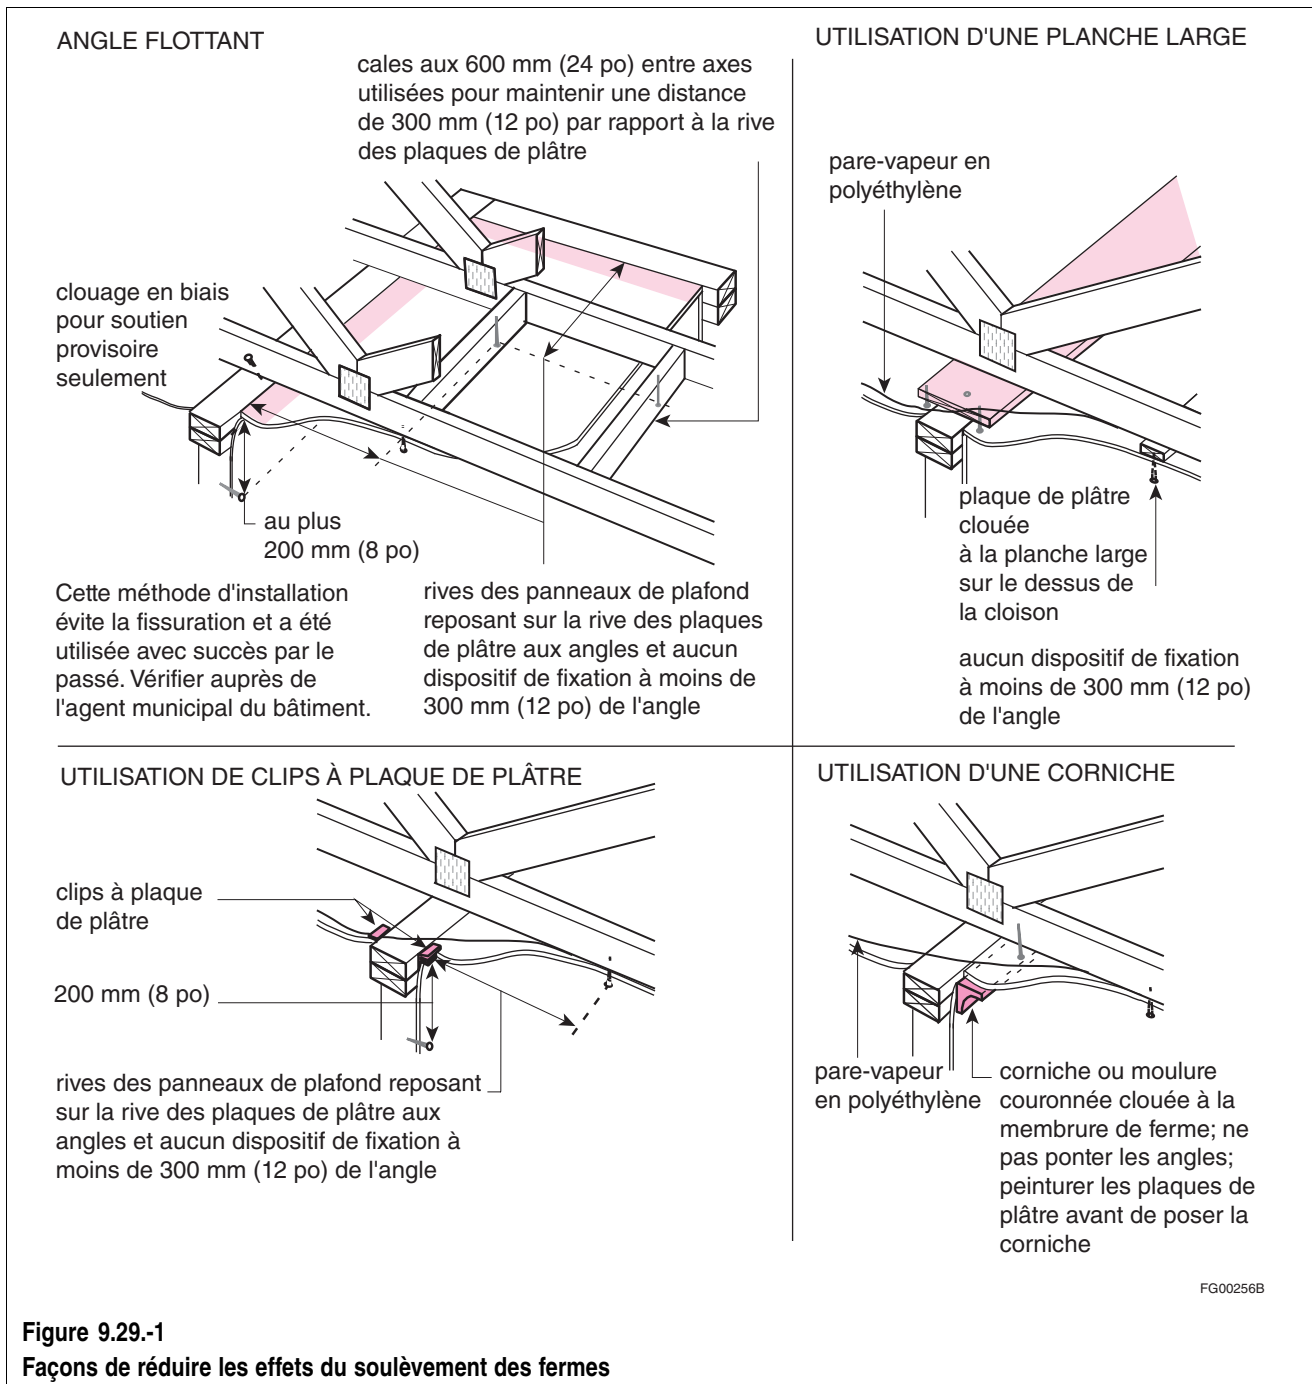 ANGLE FLOTTANT
cales aux 600 mm (24 po) entre axes
utilisées pour maintenir une distance
de 300 mm (12 po) par rapport à la rive
des plaques de plâtre
clouage en biais
pour soutien
provisoire
seulement
au plus
200 mm (8 po)
Cette méthode d'installation
évite la fissuration et a été
utilisée avec succès par le
passé. Vérifier auprès de
l'agent municipal du bâtiment.
rives des panneaux de plafond
reposant sur la rive des plaques
de plâtre aux angles et aucun
dispositif de fixation à moins de
300 mm (12 po) de l'angle
UTILISATION D'UNE PLANCHE LARGE
pare-vapeur en
polyéthylène
plaque de plâtre
clouée
à la planche large
sur le dessus de
la cloison
aucun dispositif de fixation
à moins de 300 mm (12 po)
de l'angle
UTILISATION DE CLIPS À PLAQUE DE PLÂTRE
clips à plaque
de plâtre
200 mm (8 po)
rives des panneaux de plafond reposant
sur la rive des plaques de plâtre aux
angles et aucun dispositif de fixation à
moins de 300 mm (12 po) de l'angle
UTILISATION D'UNE CORNICHE
pare-vapeur
en polyéthylène
corniche ou moulure
couronnée clouée à la
membrure de ferme; ne
pas ponter les angles;
peinturer les plaques de
plâtre avant de poser la
corniche
FG00256B
Figure 9.29.-1
Façons de réduire les effets du soulèvement des fermes